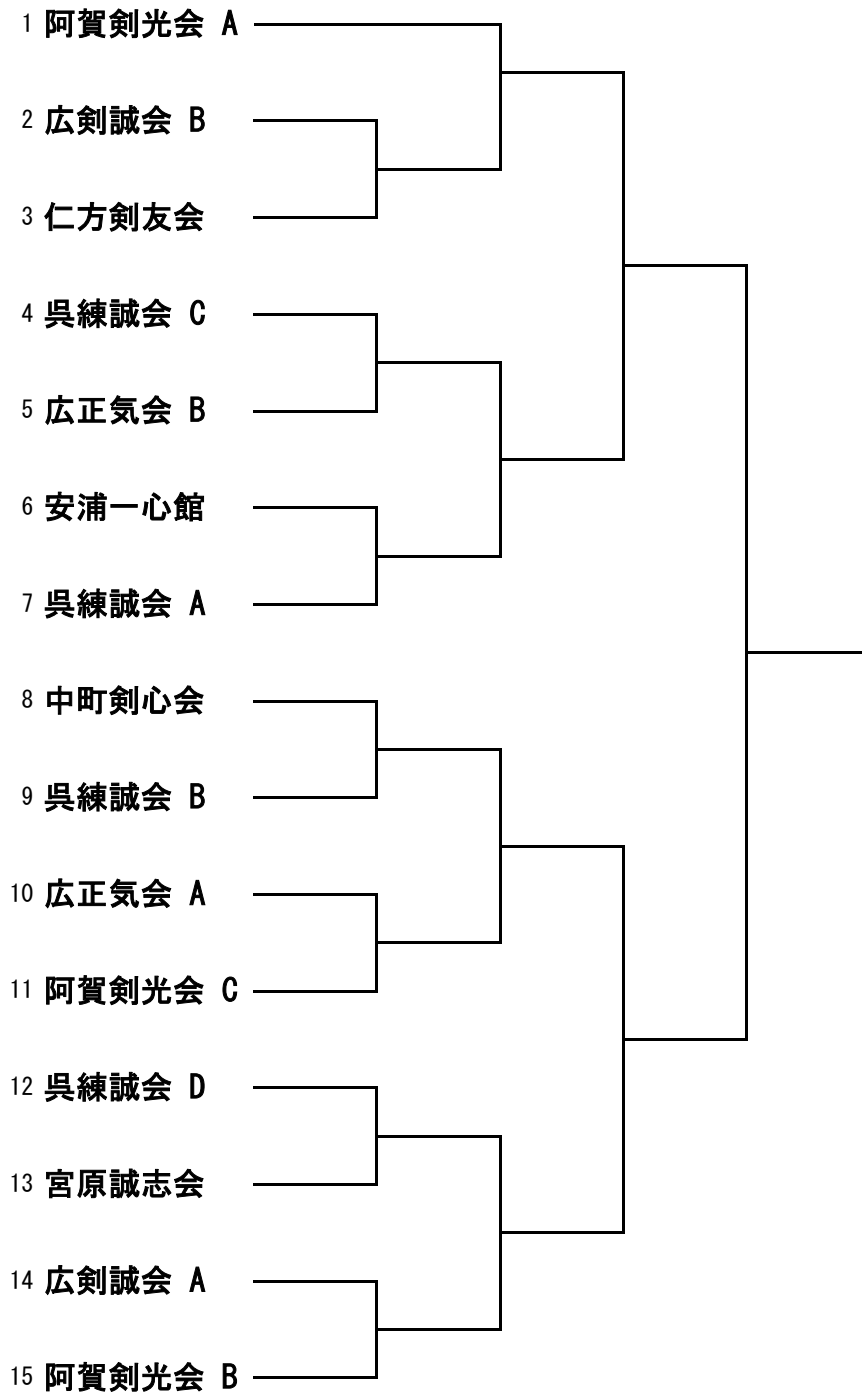 1 阿賀剣光会 A
2 広剣誠会 B
3 仁方剣友会
4 呉練誠会 C
5 広正気会 B
6 安浦一心館
7 呉練誠会 A
8 中町剣心会
9 呉練誠会 B
10 広正気会 A
11 阿賀剣光会 C
12 呉練誠会 D
13 宮原誠志会
14 広剣誠会 A
15 阿賀剣光会 B